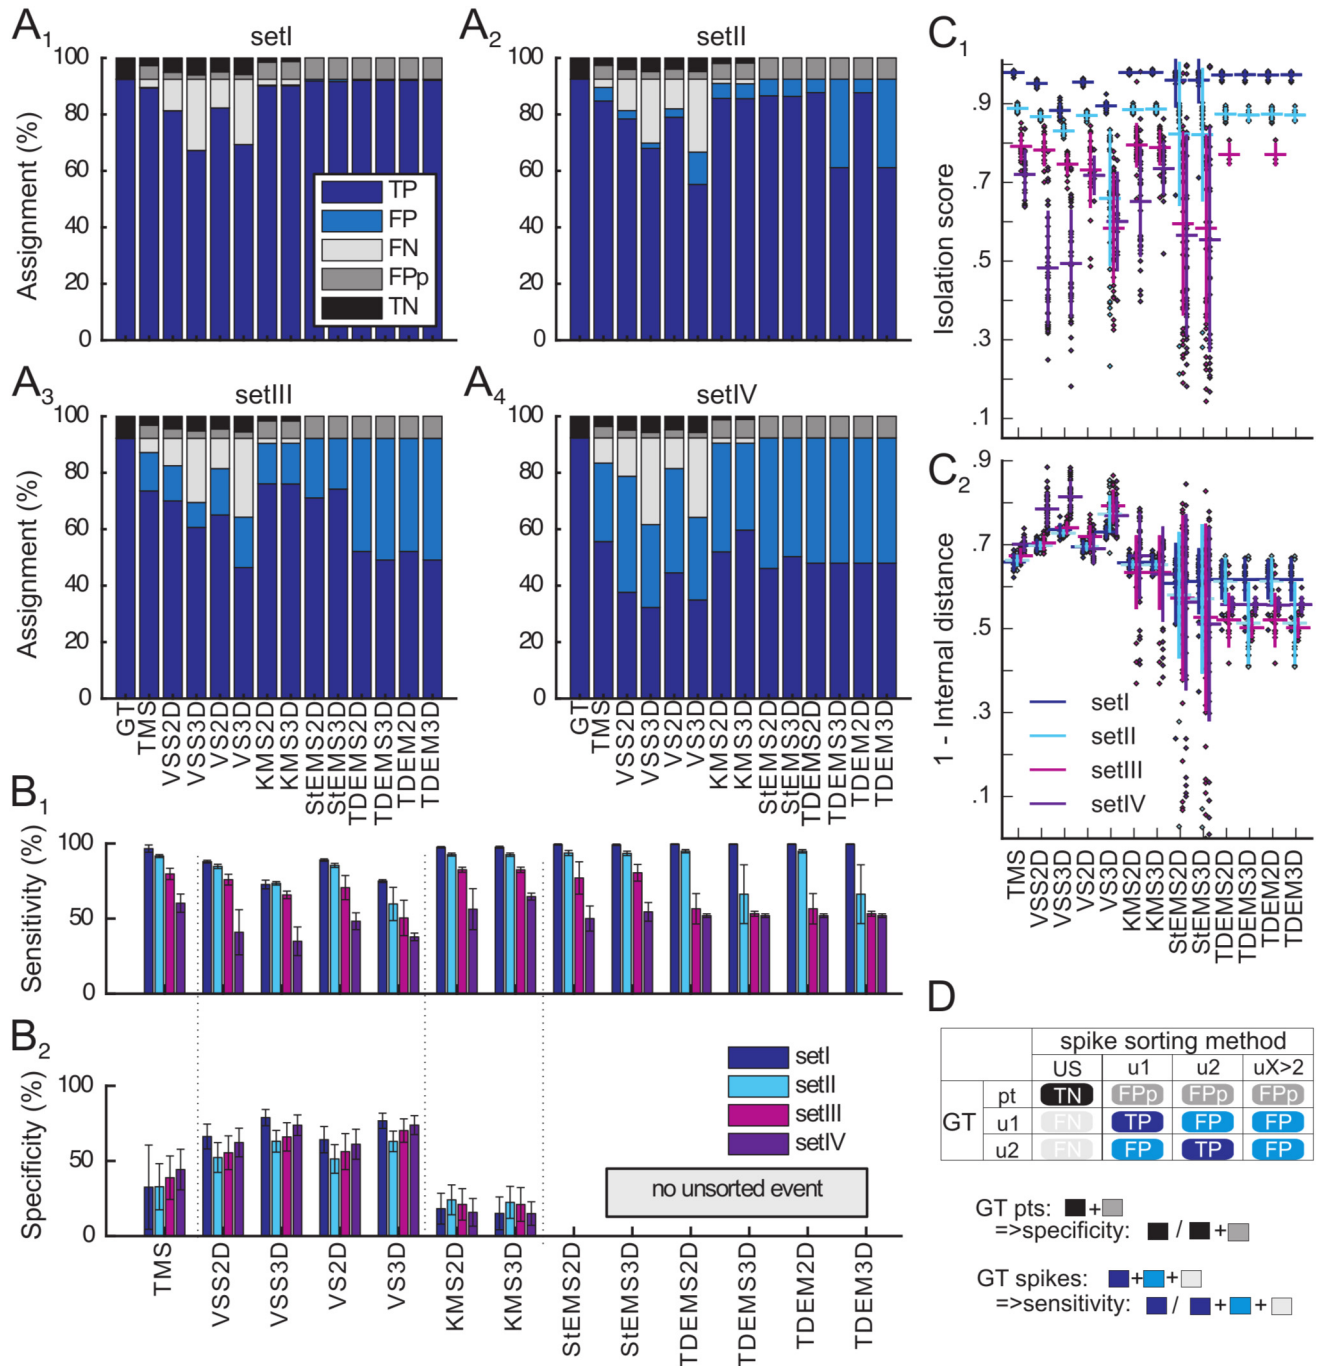 A1
setI
Assignment (%)
100
80
60
40
20
0
TP
FP
FN
FPp
TN
A2
setII
100
80
60
40
20
0
A3
setIII
Assignment (%)
100
80
60
40
20
0
GT
TMS
VSS2D
VSS3D
VS2D
VS3D
KMS2D
KMS3D
StEMS2D
StEMS3D
TDEMS2D
TDEMS3D
TDEM2D
TDEM3D
A4
setIV
100
80
60
40
20
0
GT
TMS
VSS2D
VSS3D
VS2D
VS3D
KMS2D
KMS3D
StEMS2D
StEMS3D
TDEMS2D
TDEMS3D
TDEM2D
TDEM3D
B1
Sensitivity (%)
100
50
0
B2
Specificity (%)
100
50
0
setI
setII
setIII
setIV
no unsorted event
TMS
VSS2D
VSS3D
VS2D
VS3D
KMS2D
KMS3D
StEMS2D
StEMS3D
TDEMS2D
TDEMS3D
TDEM2D
TDEM3D
C1
Isolation score
.9
.7
.5
.3
.1
C2
1 - Internal distance
.9
.7
.5
.3
.1
setI
setII
setIII
setIV
TMS
VSS2D
VSS3D
VS2D
VS3D
KMS2D
KMS3D
StEMS2D
StEMS3D
TDEMS2D
TDEMS3D
TDEM2D
TDEM3D
D
spike sorting method
US u1 u2 uX>2
GT
pt TN FPp FPp FPp
u1 FN TP FP FP
u2 FN FP TP FP
GT pts: +
=>specificity: / +
GT spikes: + +
=>sensitivity: / + +